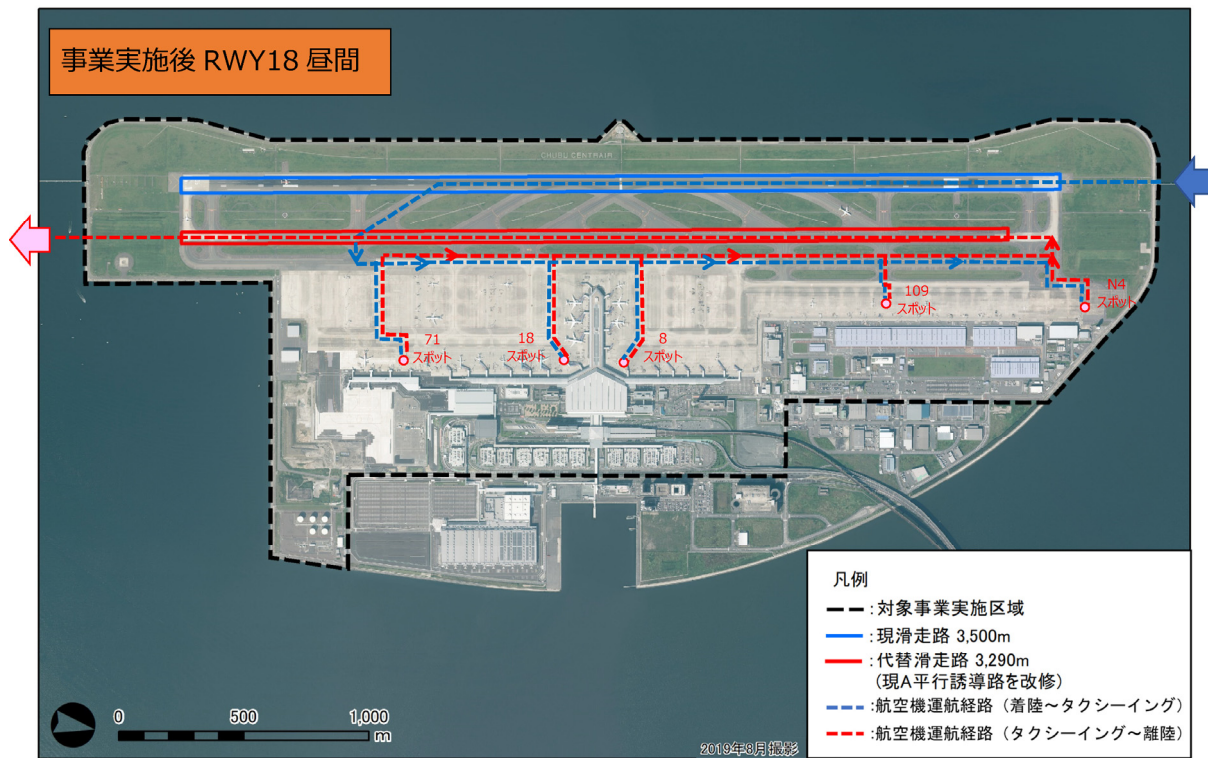 事業実施後 RWY18 昼間
CHUBU CENTRAIR
109
スポット
N4
スポット
71
スポット
18
スポット
8
スポット
凡例
:対象事業実施区域
:現滑走路 3,500m
:代替滑走路 3,290m
(現A平行誘導路を改修)
:航空機運航経路(着陸～タクシーイング)
:航空機運航経路(タクシーイング～離陸)
0 500 1,000
m
2019年8月撮影